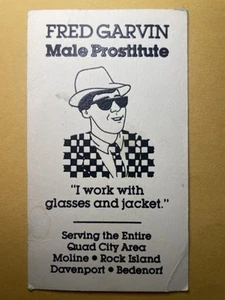 FRED GARVIN
Male Prostitute
"I work with
glasses and jacket."
Serving the Entire
Quad City Area
Moline • Rock Island
Davenport • Bedenorf